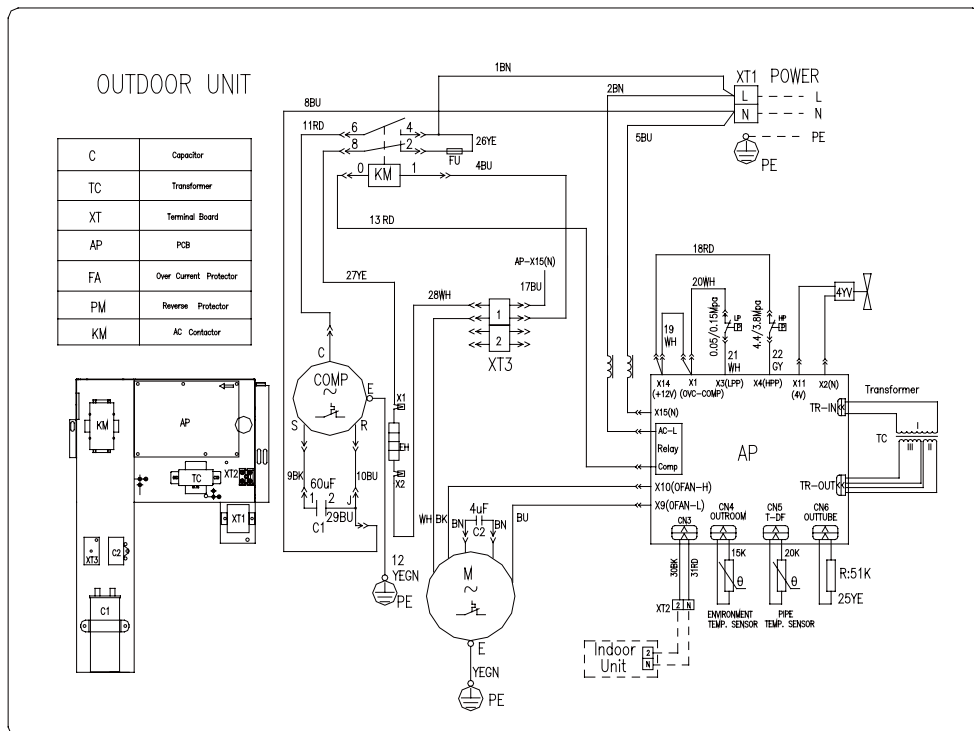 OUTDOOR UNIT
C Capacitor
TC Transformer
XT Terminal Board
AP PCB
FA Over Current Protector
PM Reverse Protector
KM AC Contactor
1BN
XT1 POWER
L L
N N
PE
PE
2BN
8BU
5BU
11RD
6 4
8 2
26YE
FU
0 KM 1
4BU
13 RD
27YE
AP-X15(N)
17BU
28WH
1
2
XT3
18RD
20WH
19
WH
0.05/0.15Mpa
LP
P
4.4/3.8Mpa
HP
P
21
WH
22
GY
4YV
X14
(+12V)
X1
(OVC-COMP)
X3(LPP)
X4(HPP)
X11
(4V)
X2(N)
X15(N)
AC-L
Relay
Comp
X10(OFAN-H)
X9(OFAN-L)
AP
TR-IN
TR-OUT
Transformer
TC
I
III
II
CN3
CN4
OUTROOM
CN5
T-DF
CN6
OUTTUBE
30BK
31RD
15K
θ
20K
θ
R:51K
25YE
XT2
2 N
ENVIRONMENT
TEMP. SENSOR
PIPE
TEMP. SENSOR
Indoor
Unit
2
N
C
COMP
~
E
S
R
X1
EH
X2
9BK
60uF
1 2
C1
J
10BU
29BU
12
YEGN
PE
WH
BK
BN
4uF
C2
BN
BU
M
~
E
YEGN
PE
KM
AP
TC
XT2
XT1
XT3
C2
C1